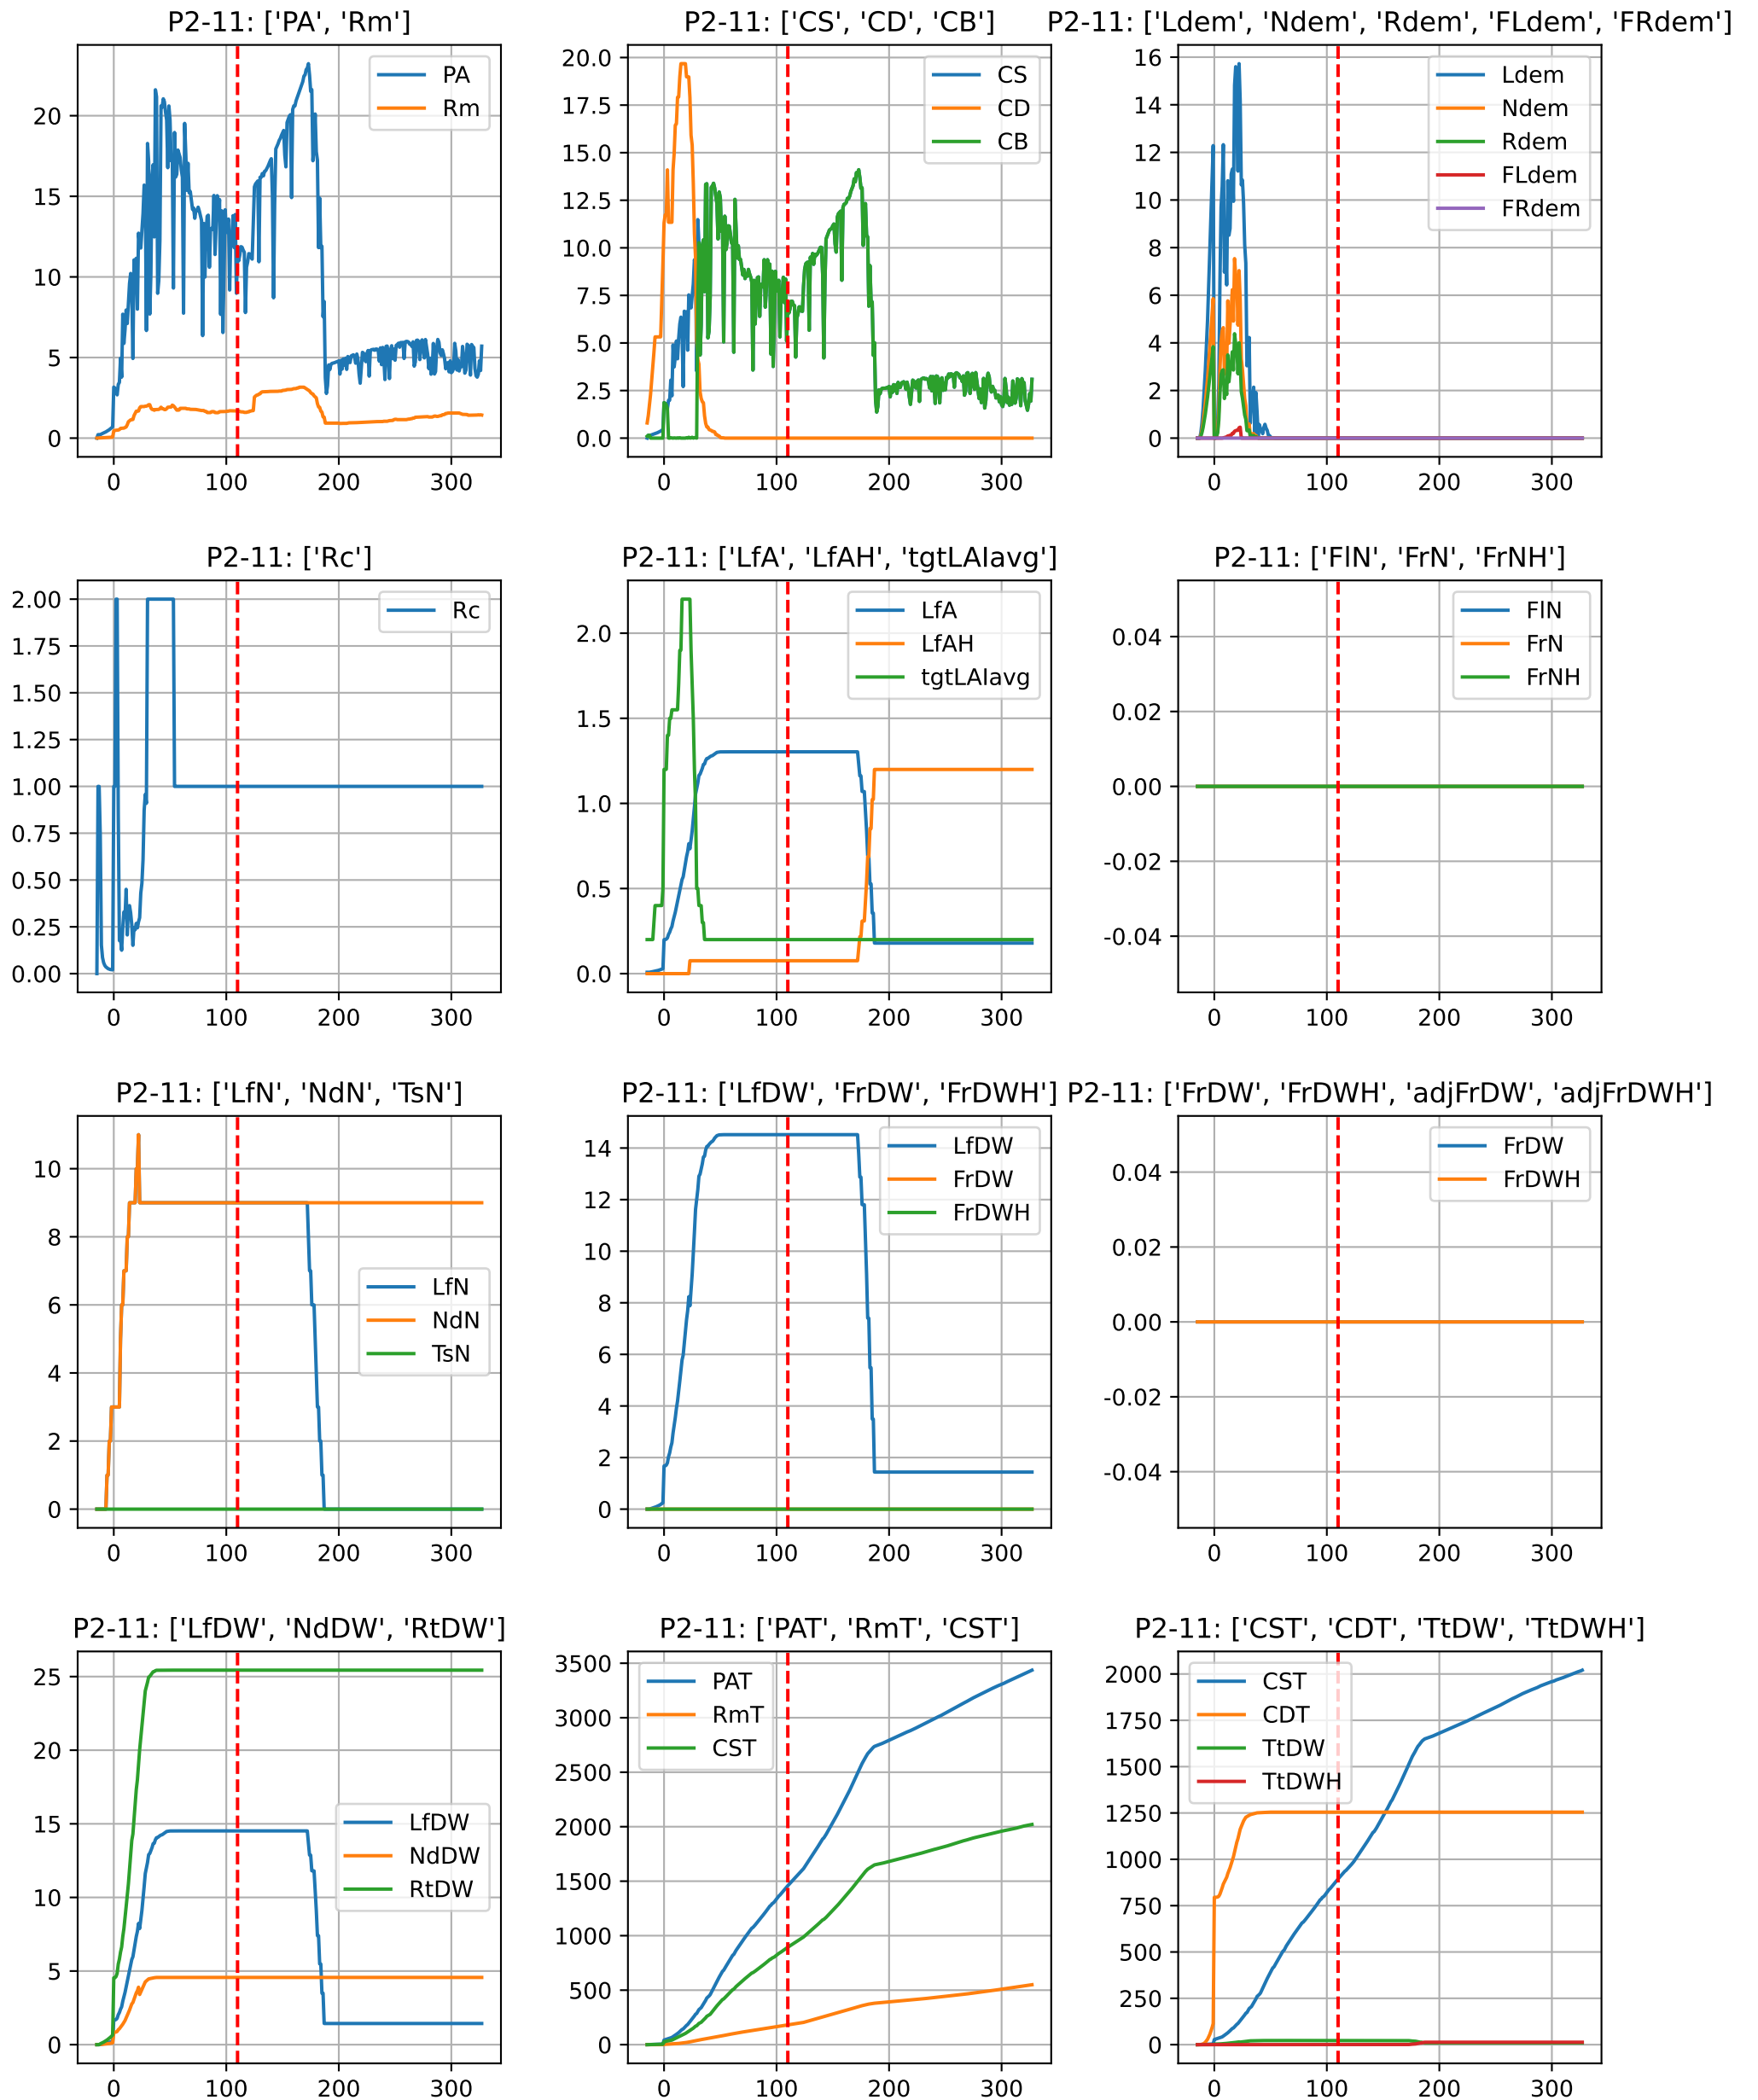 P2-11: ['PA', 'Rm']
PA
Rm
20
15
10
5
0
0 100 200 300
P2-11: ['CS', 'CD', 'CB']
CS
CD
CB
20.0
17.5
15.0
12.5
10.0
7.5
5.0
2.5
0.0
0 100 200 300
P2-11: ['Ldem', 'Ndem', 'Rdem', 'FLdem', 'FRdem']
Ldem
Ndem
Rdem
FLdem
FRdem
16
14
12
10
8
6
4
2
0
0 100 200 300
P2-11: ['Rc']
Rc
2.00
1.75
1.50
1.25
1.00
0.75
0.50
0.25
0.00
0 100 200 300
P2-11: ['LfA', 'LfAH', 'tgtLAIavg']
LfA
LfAH
tgtLAIavg
2.0
1.5
1.0
0.5
0.0
0 100 200 300
P2-11: ['FlN', 'FrN', 'FrNH']
FlN
FrN
FrNH
0.04
0.02
0.00
-0.02
-0.04
0 100 200 300
P2-11: ['LfN', 'NdN', 'TsN']
LfN
NdN
TsN
10
8
6
4
2
0
0 100 200 300
P2-11: ['LfDW', 'FrDW', 'FrDWH']
LfDW
FrDW
FrDWH
14
12
10
8
6
4
2
0
0 100 200 300
P2-11: ['FrDW', 'FrDWH', 'adjFrDW', 'adjFrDWH']
FrDW
FrDWH
0.04
0.02
0.00
-0.02
-0.04
0 100 200 300
P2-11: ['LfDW', 'NdDW', 'RtDW']
LfDW
NdDW
RtDW
25
20
15
10
5
0
0 100 200 300
P2-11: ['PAT', 'RmT', 'CST']
PAT
RmT
CST
3500
3000
2500
2000
1500
1000
500
0
0 100 200 300
P2-11: ['CST', 'CDT', 'TtDW', 'TtDWH']
CST
CDT
TtDW
TtDWH
2000
1750
1500
1250
1000
750
500
250
0
0 100 200 300